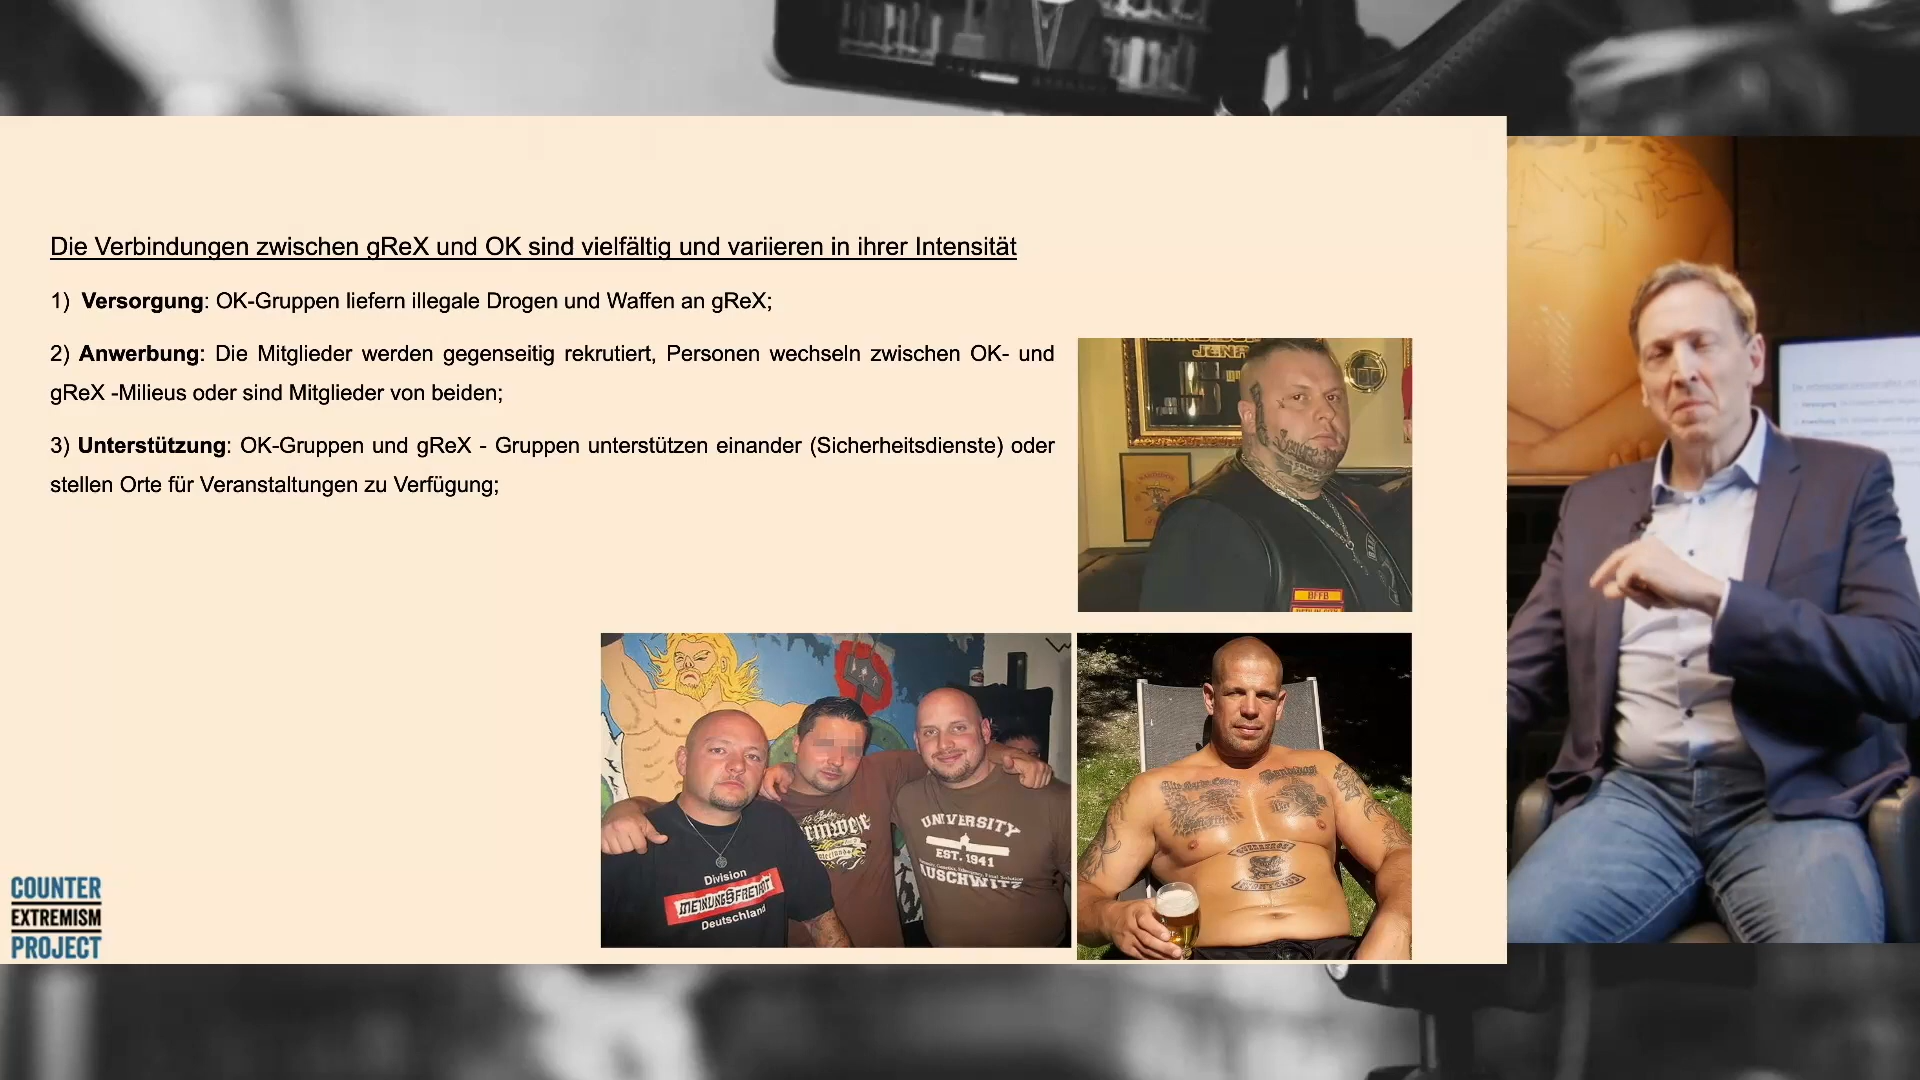 Die Verbindungen zwischen gReX und OK sind vielfältig und variieren in ihrer Intensität
1) Versorgung: OK-Gruppen liefern illegale Drogen und Waffen an gReX;
2) Anwerbung: Die Mitglieder werden gegenseitig rekrutiert, Personen wechseln zwischen OK- und
gReX -Milieus oder sind Mitglieder von beiden;
3) Unterstützung: OK-Gruppen und gReX - Gruppen unterstützen einander (Sicherheitsdienste) oder
stellen Orte für Veranstaltungen zu Verfügung;
JENA
BFFB
Division
MEINUNGSFREIHEIT
Deutschland
UNIVERSITY
EST. 1941
AUSCHWITZ
Bandidos
COUNTER
EXTREMISM
PROJECT